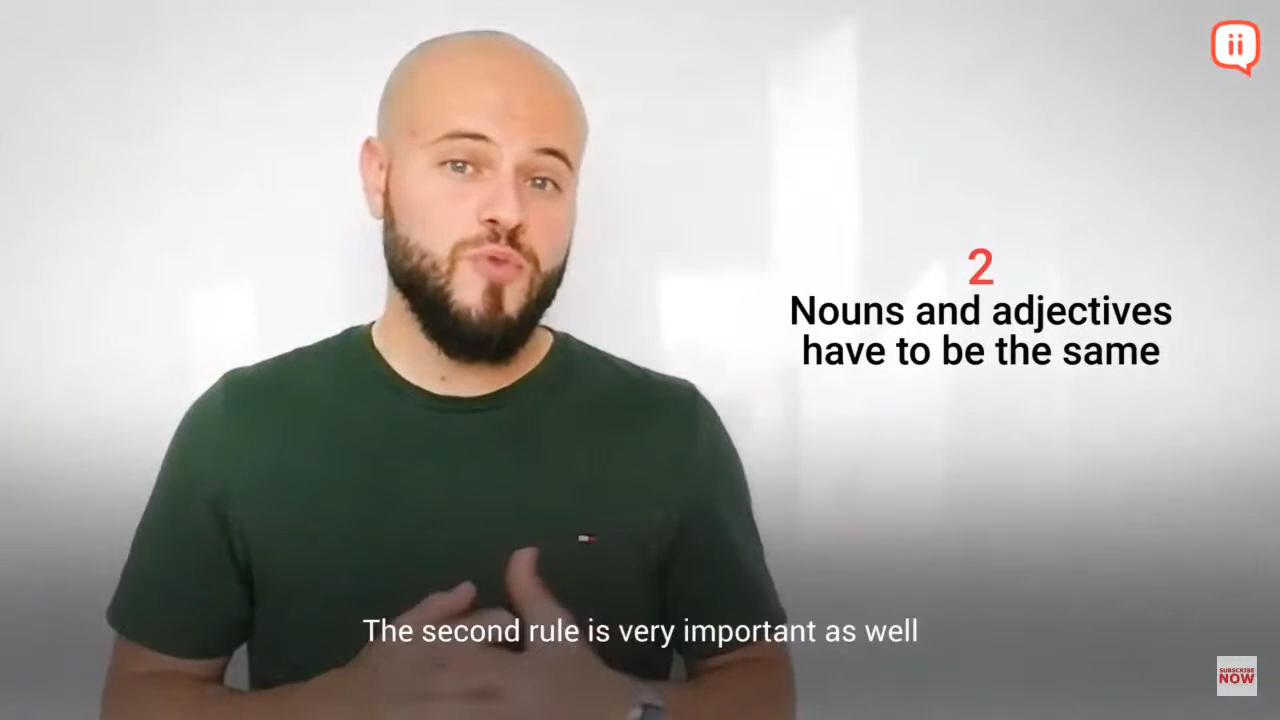 ii
2
Nouns and adjectives
have to be the same
The second rule is very important as well
SUBSCRIBE
NOW